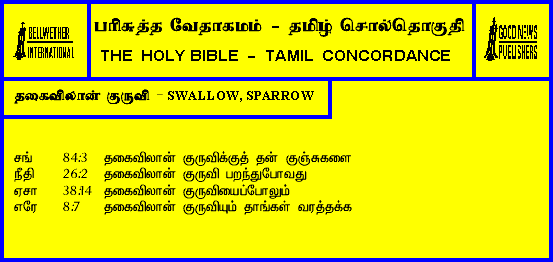 BELLWETHER
INTERNATIONAL
பரிசுத்த வேதாகமம் - தமிழ் சொல்தொகுதி
THE HOLY BIBLE - TAMIL CONCORDANCE
GOOD NEWS
PUBLISHERS
தகைவிலான் குருவி - SWALLOW, SPARROW
சங் 84:3 தகைவிலான் குருவிக்குத் தன் குஞ்சுகளை
நீதி 26:2 தகைவிலான் குருவி பறந்துபோவது
ஏசா 38:14 தகைவிலான் குருவியைப்போலும்
எரே 8:7 தகைவிலான் குருவியும் தாங்கள் வரத்தக்க